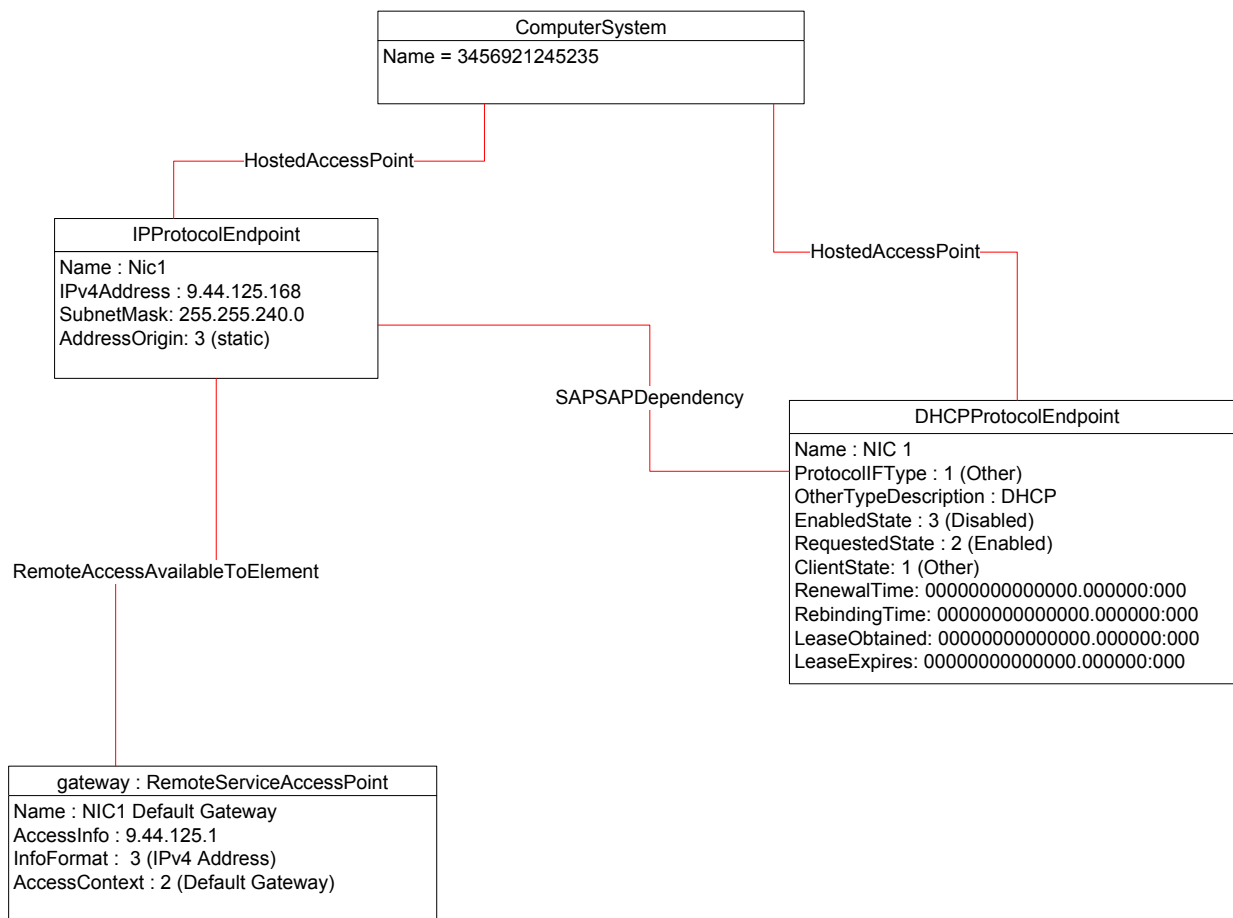 ComputerSystem
Name = 3456921245235
HostedAccessPoint
IPProtocolEndpoint
Name : Nic1
IPv4Address : 9.44.125.168
SubnetMask: 255.255.240.0
AddressOrigin: 3 (static)
HostedAccessPoint
SAPSAPDependency
DHCPProtocolEndpoint
Name : NIC 1
ProtocolIFType : 1 (Other)
OtherTypeDescription : DHCP
EnabledState : 3 (Disabled)
RequestedState : 2 (Enabled)
ClientState: 1 (Other)
RenewalTime: 00000000000000.000000:000
RebindingTime: 00000000000000.000000:000
LeaseObtained: 00000000000000.000000:000
LeaseExpires: 00000000000000.000000:000
RemoteAccessAvailableToElement
gateway : RemoteServiceAccessPoint
Name : NIC1 Default Gateway
AccessInfo : 9.44.125.1
InfoFormat :  3 (IPv4 Address)
AccessContext : 2 (Default Gateway)